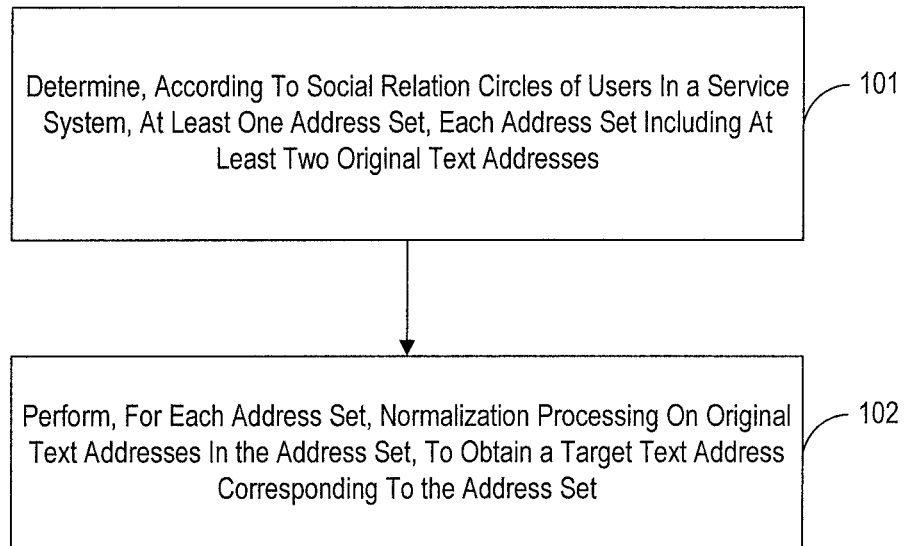 Determine, According To Social Relation Circles of Users In a Service
System, At Least One Address Set, Each Address Set Including At
Least Two Original Text Addresses
101
Perform, For Each Address Set, Normalization Processing On Original
Text Addresses In the Address Set, To Obtain a Target Text Address
Corresponding To the Address Set
102